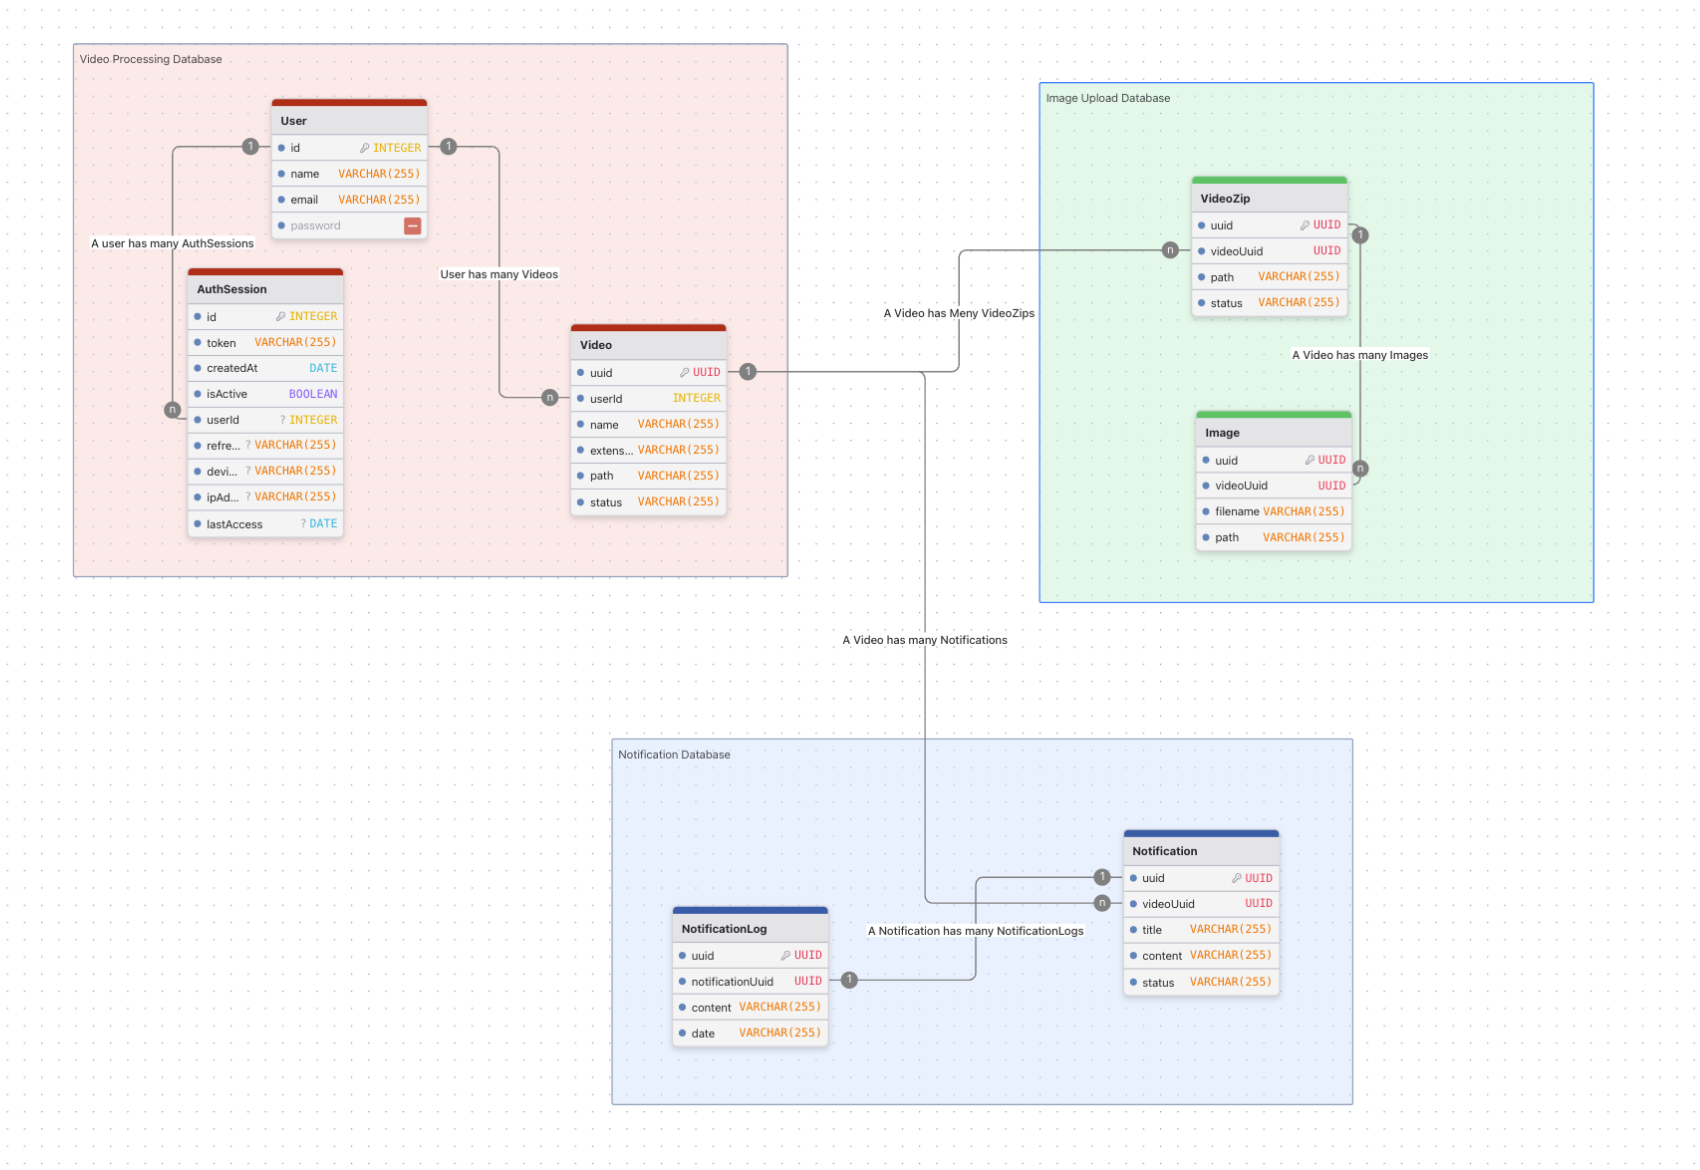 Video Processing Database
User
1
id INTEGER
1
name VARCHAR(255)
email VARCHAR(255)
password
A user has many AuthSessions
User has many Videos
AuthSession
id INTEGER
token VARCHAR(255)
createdAt DATE
isActive BOOLEAN
n
userId ? INTEGER
refre... ? VARCHAR(255)
devi... ? VARCHAR(255)
ipAd... ? VARCHAR(255)
lastAccess ? DATE
Video
uuid UUID
1
n
userId INTEGER
name VARCHAR(255)
extens... VARCHAR(255)
path VARCHAR(255)
status VARCHAR(255)
A Video has Meny VideoZips
Image Upload Database
VideoZip
uuid UUID
1
n
videoUuid UUID
path VARCHAR(255)
status VARCHAR(255)
A Video has many Images
Image
uuid UUID
n
videoUuid UUID
filename VARCHAR(255)
path VARCHAR(255)
A Video has many Notifications
Notification Database
Notification
1
uuid UUID
n
videoUuid UUID
title VARCHAR(255)
content VARCHAR(255)
status VARCHAR(255)
A Notification has many NotificationLogs
NotificationLog
uuid UUID
notificationUuid UUID
1
content VARCHAR(255)
date VARCHAR(255)